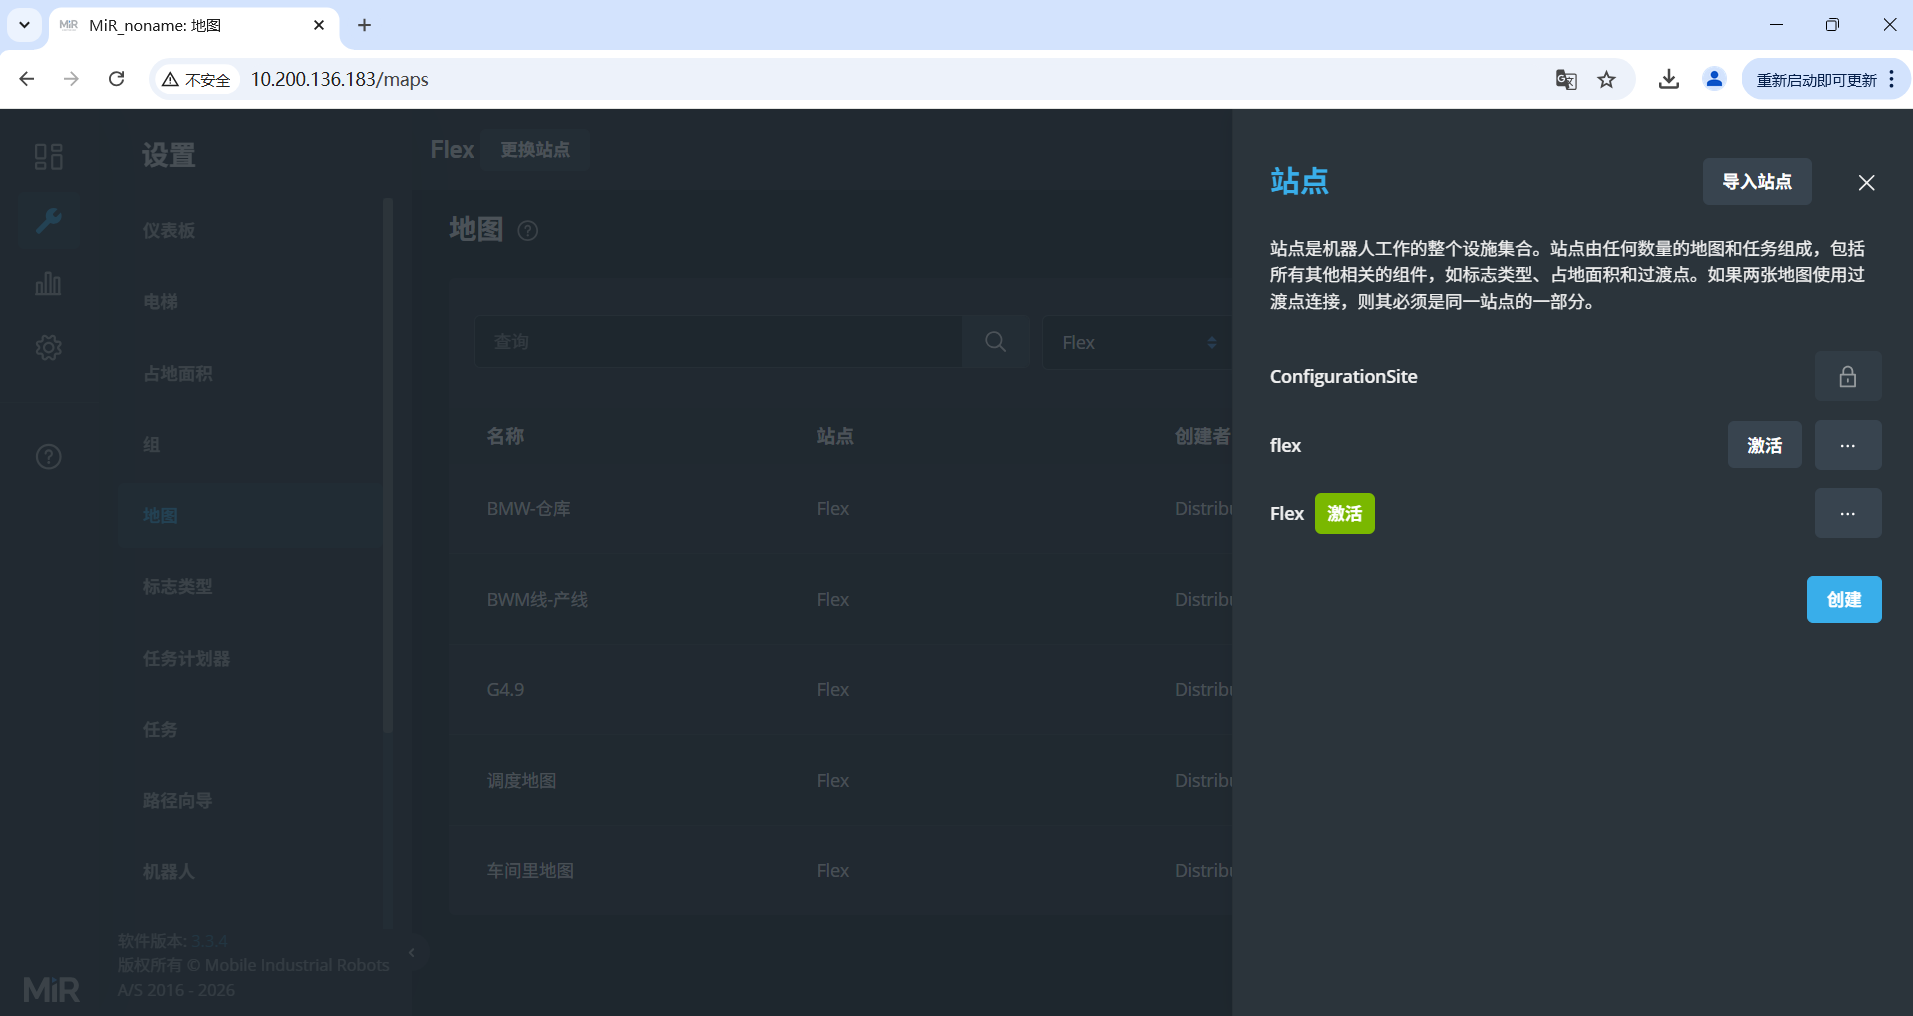 MiR_noname: 地图
不安全
10.200.136.183/maps
重新启动即可更新
设置
仪表板
电梯
占地面积
组
地图
标志类型
任务计划器
任务
路径向导
机器人
软件版本: 3.3.4
版权所有 © Mobile Industrial Robots
A/S 2016 - 2026
MiR
Flex 更换站点
地图
查询
Flex
名称 站点 创建者
BMW-仓库 Flex Distribu
BWM线-产线 Flex Distribu
G4.9 Flex Distribu
调度地图 Flex Distribu
车间里地图 Flex Distribu
站点
导入站点
站点是机器人工作的整个设施集合。站点由任何数量的地图和任务组成，包括
所有其他相关的组件，如标志类型、占地面积和过渡点。如果两张地图使用过
渡点连接，则其必须是同一站点的一部分。
ConfigurationSite
flex 激活 ...
Flex 激活 ...
创建